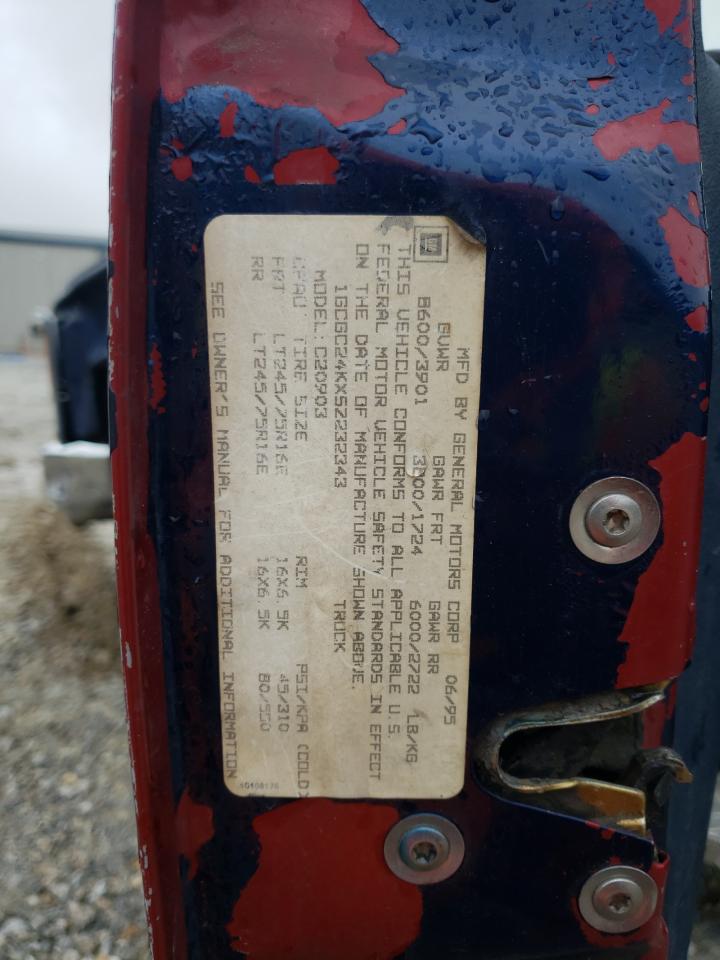 GM
MFD BY GENERAL MOTORS CORP 06/95
GVWR GAWR FRT GAWR RR
8600/3901 3800/1724 6000/2722 LB/KG
THIS VEHICLE CONFORMS TO ALL APPLICABLE U.S.
FEDERAL MOTOR VEHICLE SAFETY STANDARDS IN EFFECT
ON THE DATE OF MANUFACTURE SHOWN ABOVE.
1GCGC24KXSZ232343 TRUCK
MODEL: C20903
TIRE SIZE RIM PSI/KPA (COLD)
FRT LT245/75R16E 16X6.5K 45/310
RR LT245/75R16E 16X6.5K 80/550
SEE OWNER'S MANUAL FOR ADDITIONAL INFORMATION